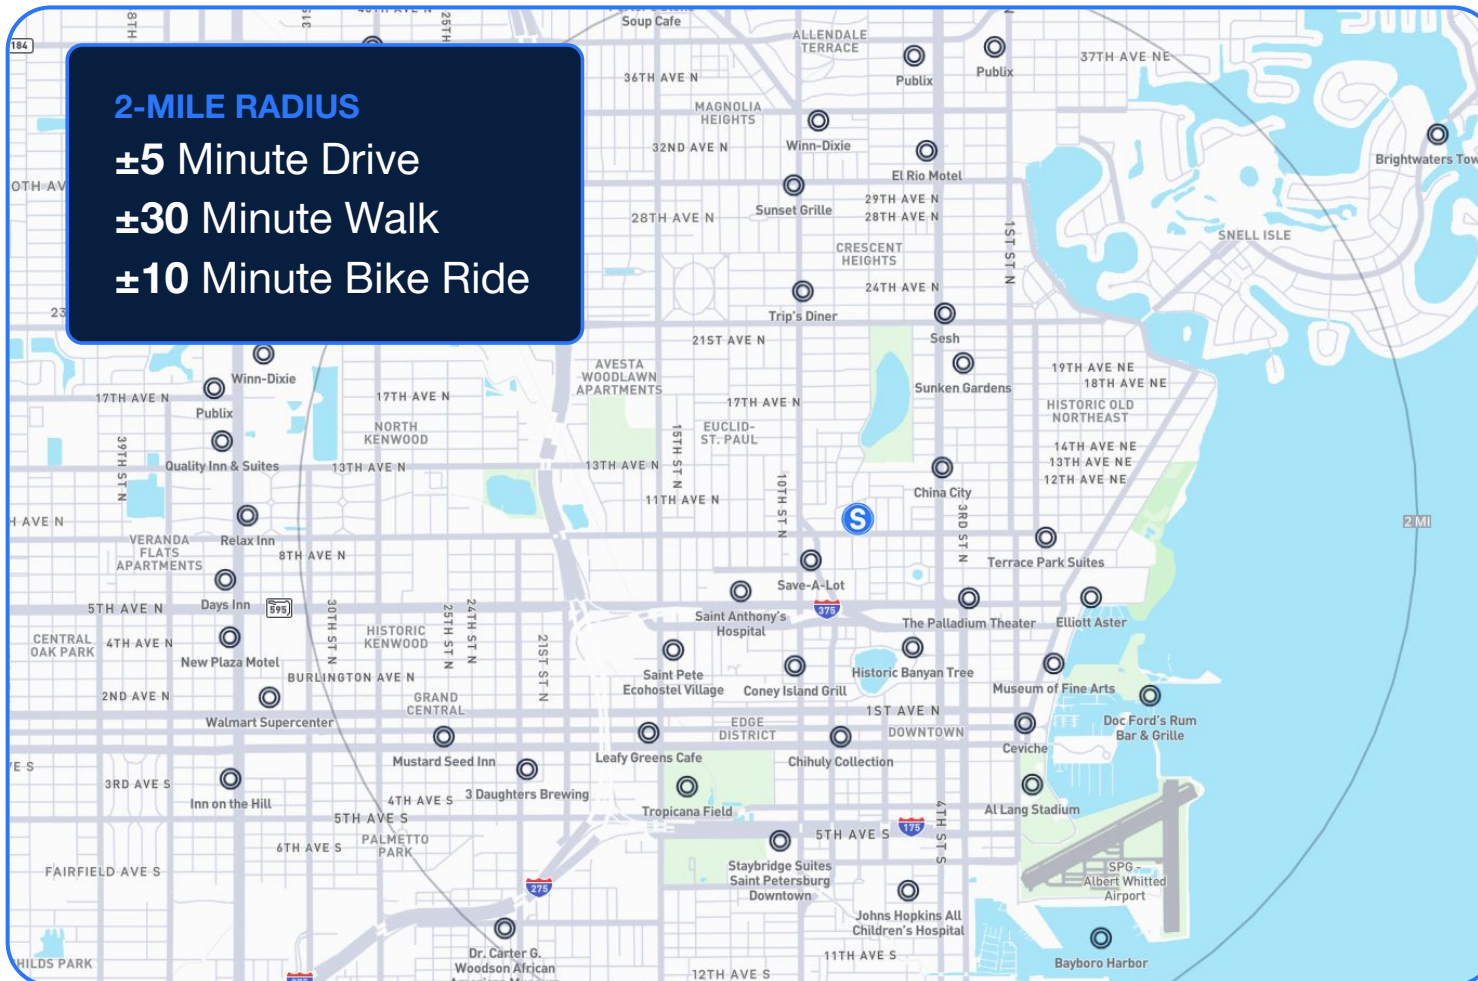 2-MILE RADIUS
±5 Minute Drive
±30 Minute Walk
±10 Minute Bike Ride
184
25TH
Soup Cafe
ALLENDALE
TERRACE
Publix
Publix
37TH AVE NE
36TH AVE N
MAGNOLIA
HEIGHTS
Winn-Dixie
32ND AVE N
El Rio Motel
Brightwaters Tow
Sunset Grille
29TH AVE N
28TH AVE N
28TH AVE N
1ST ST N
SNELL ISLE
CRESCENT
HEIGHTS
24TH AVE N
Trip's Diner
Sesh
21ST AVE N
AVESTA
WOODLAWN
APARTMENTS
Sunken Gardens
19TH AVE NE
18TH AVE NE
Winn-Dixie
17TH AVE N
Publix
17TH AVE N
17TH AVE N
HISTORIC OLD
NORTHEAST
NORTH
KENWOOD
EUCLID-
ST. PAUL
39TH ST N
15TH ST N
14TH AVE NE
13TH AVE NE
12TH AVE NE
Quality Inn & Suites
13TH AVE N
13TH AVE N
10TH ST N
China City
11TH AVE N
S
3RD ST N
2 MI
H AVE N
Relax Inn
VERANDA
FLATS
APARTMENTS
8TH AVE N
Terrace Park Suites
Save-A-Lot
5TH AVE N
Days Inn
595
30TH ST N
25TH ST N
24TH ST N
Saint Anthony's
Hospital
375
The Palladium Theater
Elliott Aster
CENTRAL
OAK PARK
4TH AVE N
New Plaza Motel
HISTORIC
KENWOOD
21ST ST N
BURLINGTON AVE N
Saint Pete
Ecohostel Village
Coney Island Grill
Historic Banyan Tree
Museum of Fine Arts
2ND AVE N
Walmart Supercenter
GRAND
CENTRAL
1ST AVE N
EDGE
DISTRICT
DOWNTOWN
Doc Ford's Rum
Bar & Grille
Ceviche
Mustard Seed Inn
Leafy Greens Cafe
Chihuly Collection
E S
3RD AVE S
Inn on the Hill
3 Daughters Brewing
4TH AVE S
Tropicana Field
Al Lang Stadium
5TH AVE S
175
5TH AVE S
4TH ST S
6TH AVE S
PALMETTO
PARK
FAIRFIELD AVE S
275
Staybridge Suites
Saint Petersburg
Downtown
SPG -
Albert Whitted
Airport
Johns Hopkins All
Children's Hospital
Dr. Carter G.
Woodson African
HILDS PARK
12TH AVE S
11TH AVE S
Bayboro Harbor